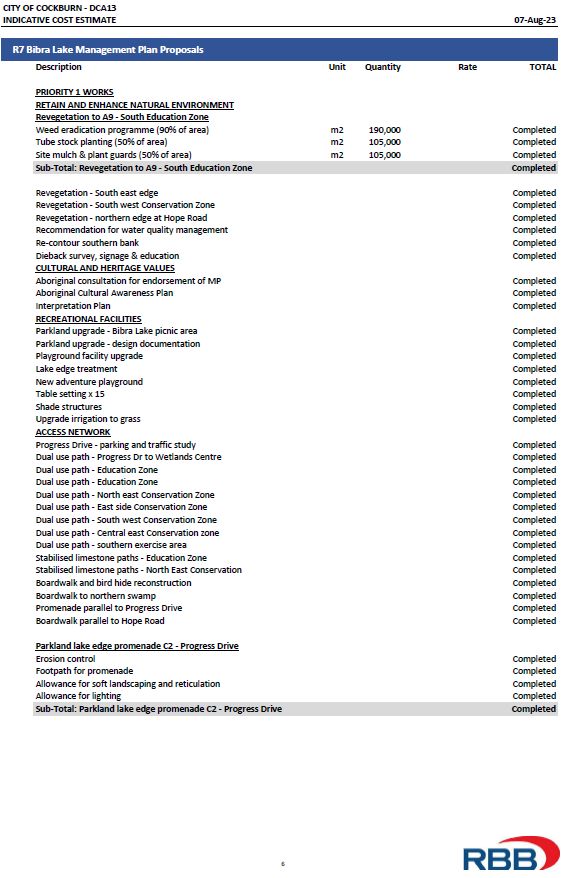 CITY OF COCKBURN - DCA13
INDICATIVE COST ESTIMATE 07-Aug-23
R7 Bibra Lake Management Plan Proposals
Description Unit Quantity Rate TOTAL
PRIORITY 1 WORKS
RETAIN AND ENHANCE NATURAL ENVIRONMENT
Revegetation to A9 - South Education Zone
Weed eradication programme (90% of area) m2 190,000 Completed
Tube stock planting (50% of area) m2 105,000 Completed
Site mulch & plant guards (50% of area) m2 105,000 Completed
Sub-Total: Revegetation to A9 - South Education Zone Completed
Revegetation - South east edge Completed
Revegetation - South west Conservation Zone Completed
Revegetation - northern edge at Hope Road Completed
Recommendation for water quality management Completed
Re-contour southern bank Completed
Dieback survey, signage & education Completed
CULTURAL AND HERITAGE VALUES
Aboriginal consultation for endorsement of MP Completed
Aboriginal Cultural Awareness Plan Completed
Interpretation Plan Completed
RECREATIONAL FACILITIES
Parkland upgrade - Bibra Lake picnic area Completed
Parkland upgrade - design documentation Completed
Playground facility upgrade Completed
Lake edge treatment Completed
New adventure playground Completed
Table setting x 15 Completed
Shade structures Completed
Upgrade irrigation to grass Completed
ACCESS NETWORK
Progress Drive - parking and traffic study Completed
Dual use path - Progress Dr to Wetlands Centre Completed
Dual use path - Education Zone Completed
Dual use path - Education Zone Completed
Dual use path - North east Conservation Zone Completed
Dual use path - East side Conservation Zone Completed
Dual use path - South west Conservation Zone Completed
Dual use path - Central east Conservation zone Completed
Dual use path - southern exercise area Completed
Stabilised limestone paths - Education Zone Completed
Stabilised limestone paths - North East Conservation Completed
Boardwalk and bird hide reconstruction Completed
Boardwalk to northern swamp Completed
Promenade parallel to Progress Drive Completed
Boardwalk parallel to Hope Road Completed
Parkland lake edge promenade C2 - Progress Drive
Erosion control Completed
Footpath for promenade Completed
Allowance for soft landscaping and reticulation Completed
Allowance for lighting Completed
Sub-Total: Parkland lake edge promenade C2 - Progress Drive Completed
6
RBB